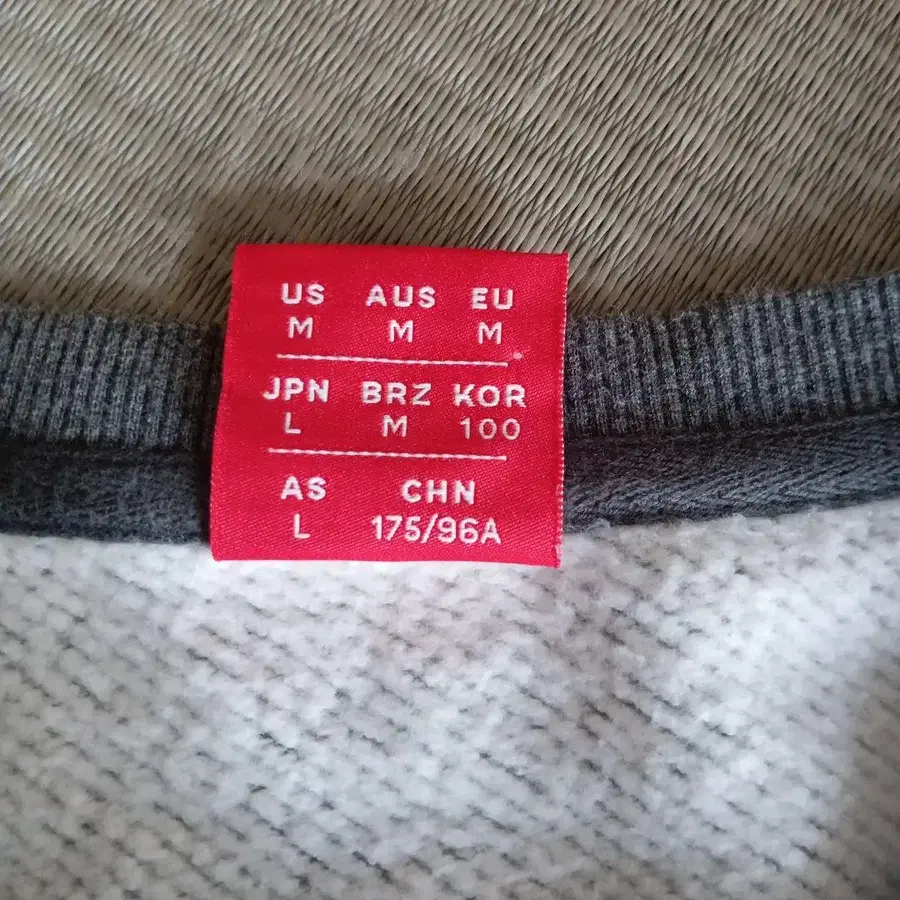 US AUS EU
M M M
JPN BRZ KOR
L M 100
AS CHN
L 175/96A